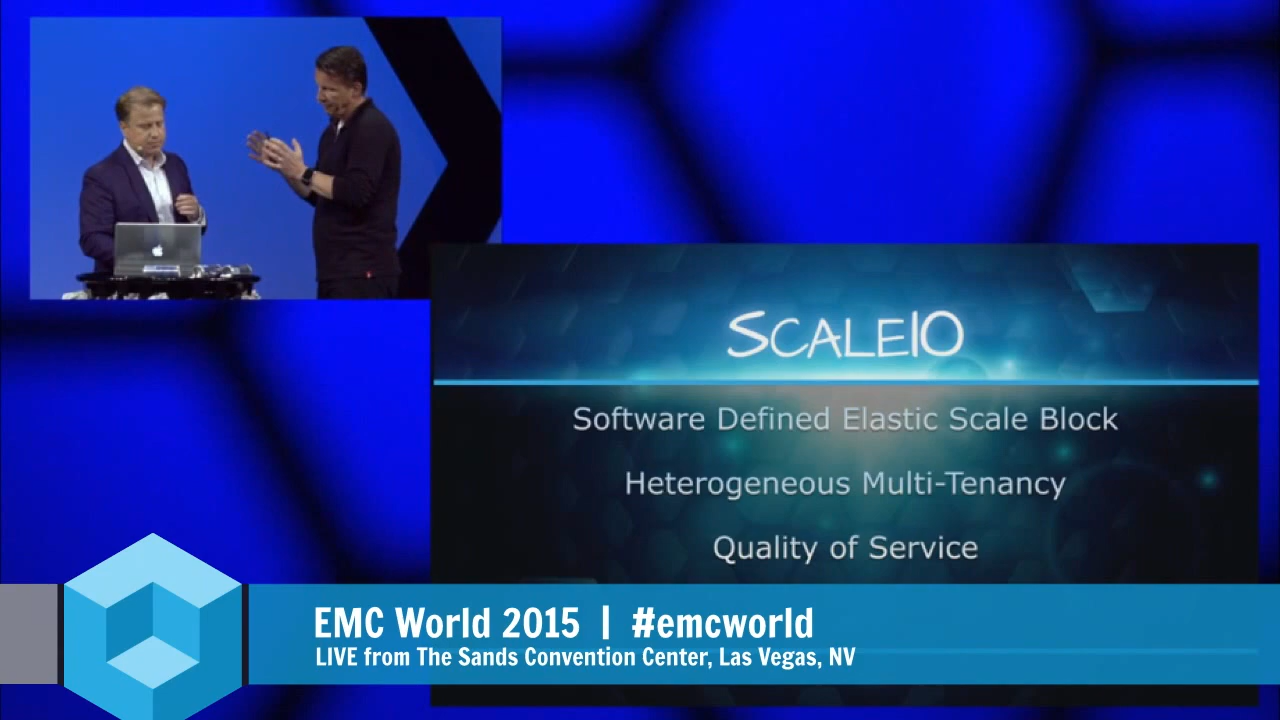 ScaleIO
Software Defined Elastic Scale Block
Heterogeneous Multi-Tenancy
Quality of Service
EMC World 2015 | #emcworld
LIVE from The Sands Convention Center, Las Vegas, NV